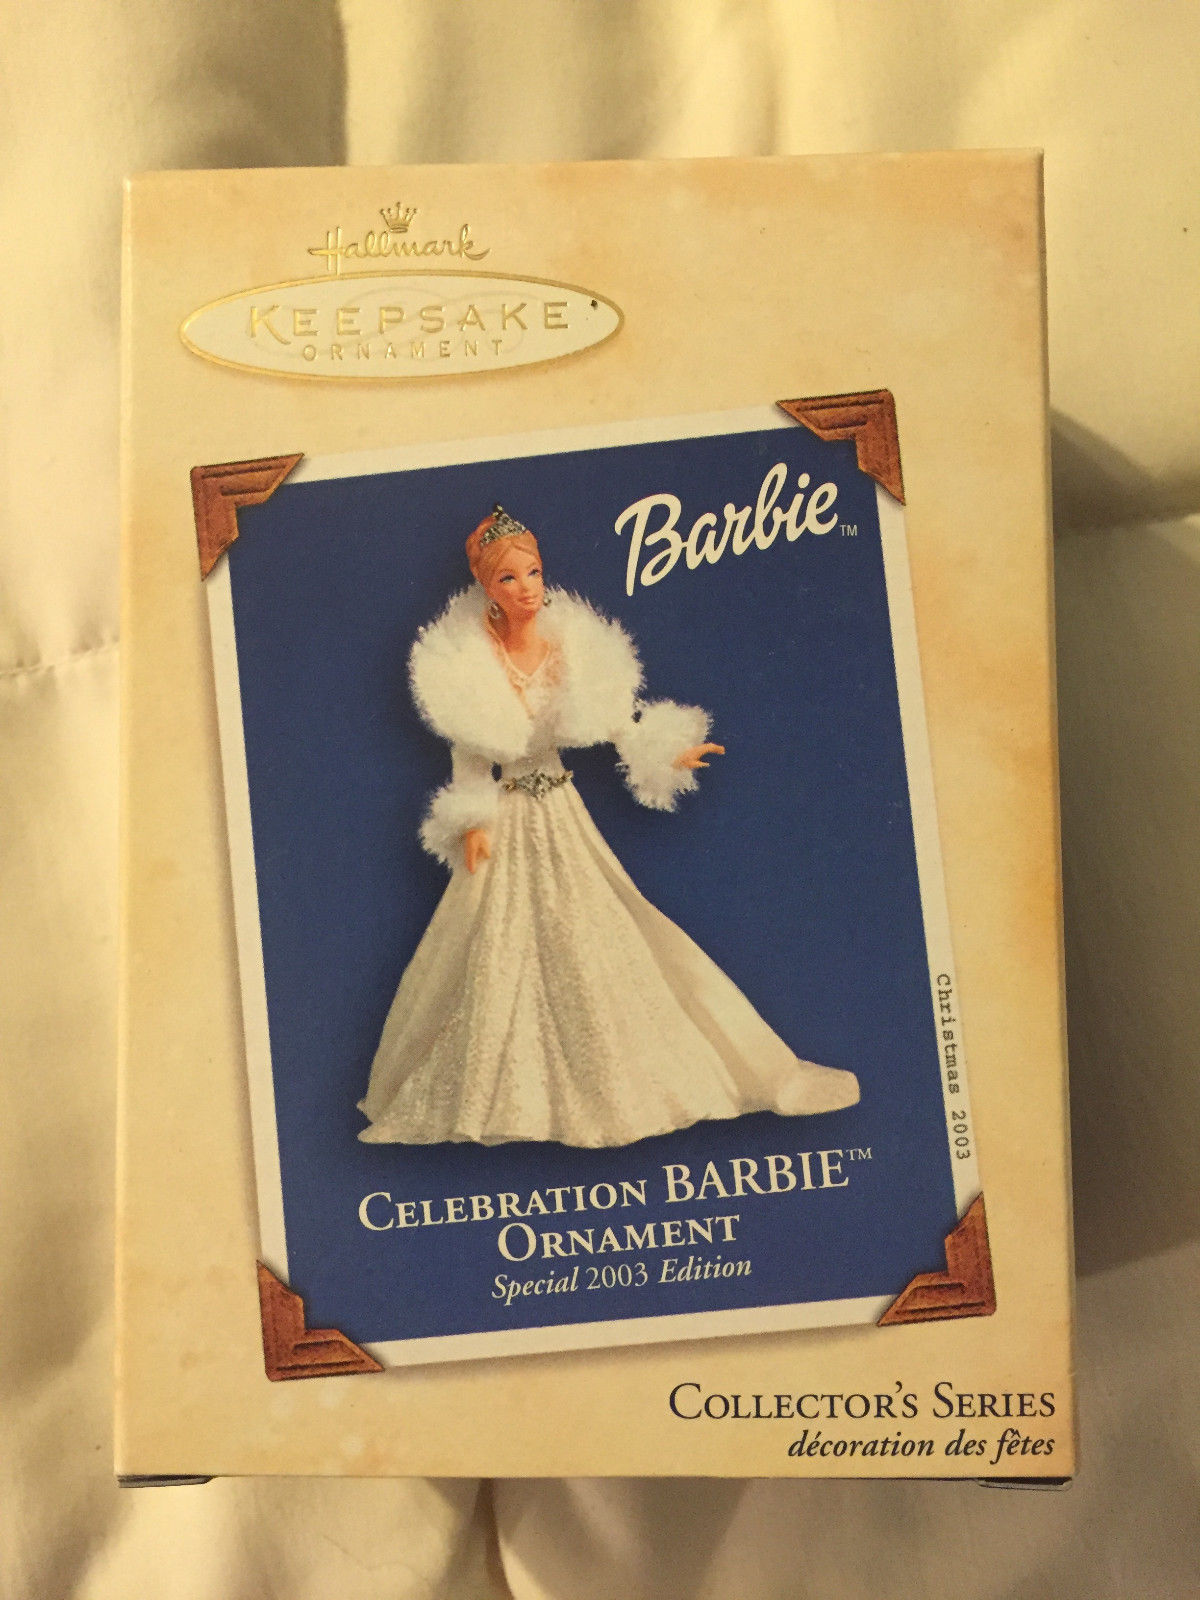 Hallmark
KEEPSAKE
ORNAMENT
Barbie™
Christmas 2003
CELEBRATION BARBIE™
ORNAMENT
Special 2003 Edition
COLLECTOR'S SERIES
décoration des fêtes